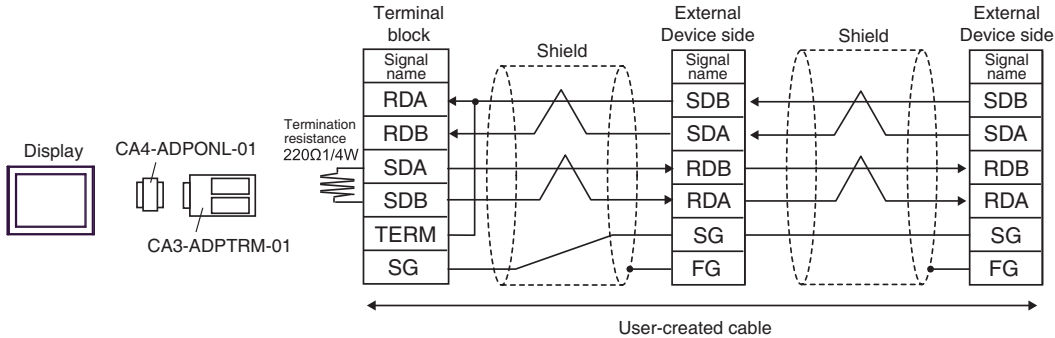 Terminal
block
External
Device side
External
Device side
Shield
Shield
Signal
name
Signal
name
Signal
name
RDA
SDB
SDB
RDB
SDA
SDA
SDA
RDB
RDB
SDB
RDA
RDA
TERM
SG
SG
SG
FG
FG
Termination
resistance
220Ω1/4W
Display
CA4-ADPONL-01
CA3-ADPTRM-01
User-created cable